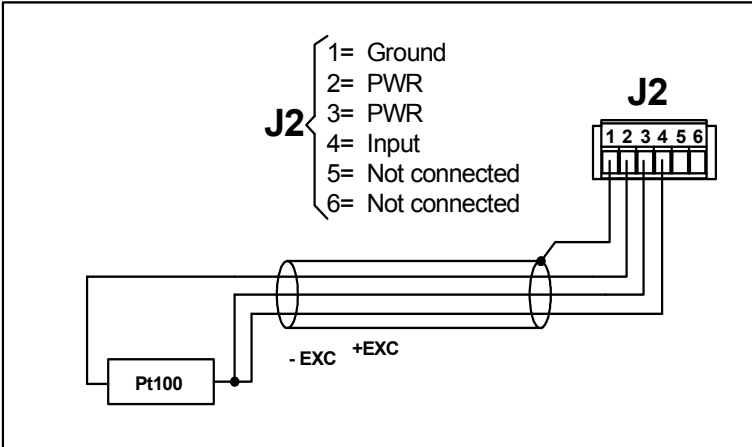 J2
1= Ground
2= PWR
3= PWR
4= Input
5= Not connected
6= Not connected
J2
1 2 3 4 5 6
- EXC +EXC
Pt100